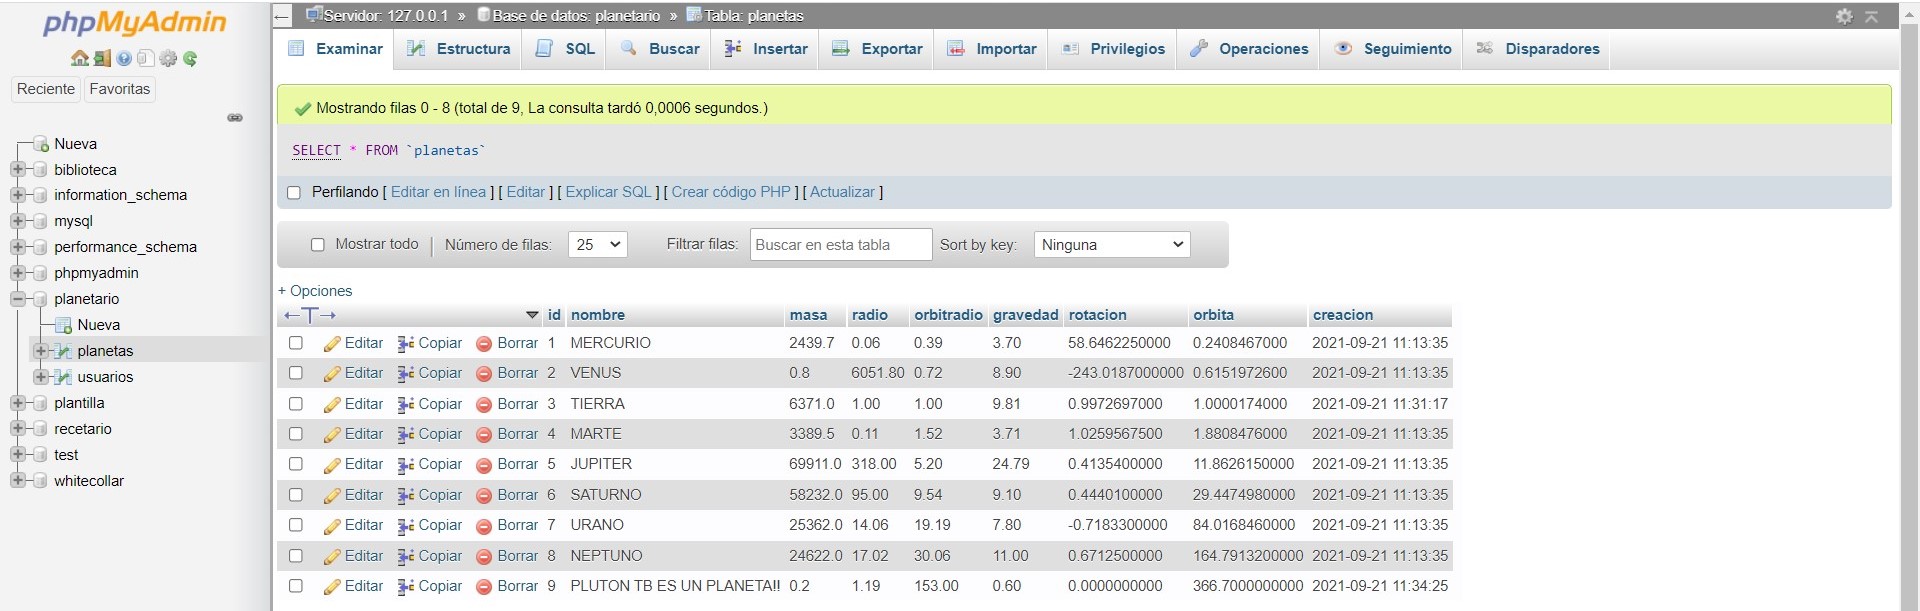 phpMyAdmin
Reciente Favoritas
Nueva
biblioteca
information_schema
mysql
performance_schema
phpmyadmin
planetario
Nueva
planetas
usuarios
plantilla
recetario
test
whitecollar
Servidor: 127.0.0.1 » Base de datos: planetario » Tabla: planetas
Examinar Estructura SQL Buscar Insertar Exportar Importar Privilegios Operaciones Seguimiento Disparadores
Mostrando filas 0 - 8 (total de 9, La consulta tardó 0,0006 segundos.)
SELECT * FROM `planetas`
Perfilando [ Editar en línea ] [ Editar ] [ Explicar SQL ] [ Crear código PHP ] [ Actualizar ]
Mostrar todo | Número de filas: 25 Filtrar filas: Buscar en esta tabla Sort by key: Ninguna
+ Opciones
←T→ id nombre masa radio orbitradio gravedad rotacion orbita creacion
Editar Copiar Borrar 1 MERCURIO 2439.7 0.06 0.39 3.70 58.6462250000 0.2408467000 2021-09-21 11:13:35
Editar Copiar Borrar 2 VENUS 0.8 6051.80 0.72 8.90 -243.0187000000 0.6151972600 2021-09-21 11:13:35
Editar Copiar Borrar 3 TIERRA 6371.0 1.00 1.00 9.81 0.9972697000 1.0000174000 2021-09-21 11:31:17
Editar Copiar Borrar 4 MARTE 3389.5 0.11 1.52 3.71 1.0259567500 1.8808476000 2021-09-21 11:13:35
Editar Copiar Borrar 5 JUPITER 69911.0 318.00 5.20 24.79 0.4135400000 11.8626150000 2021-09-21 11:13:35
Editar Copiar Borrar 6 SATURNO 58232.0 95.00 9.54 9.10 0.4440100000 29.4474980000 2021-09-21 11:13:35
Editar Copiar Borrar 7 URANO 25362.0 14.06 19.19 7.80 -0.7183300000 84.0168460000 2021-09-21 11:13:35
Editar Copiar Borrar 8 NEPTUNO 24622.0 17.02 30.06 11.00 0.6712500000 164.7913200000 2021-09-21 11:13:35
Editar Copiar Borrar 9 PLUTON TB ES UN PLANETA!! 0.2 1.19 153.00 0.60 0.0000000000 366.7000000000 2021-09-21 11:34:25